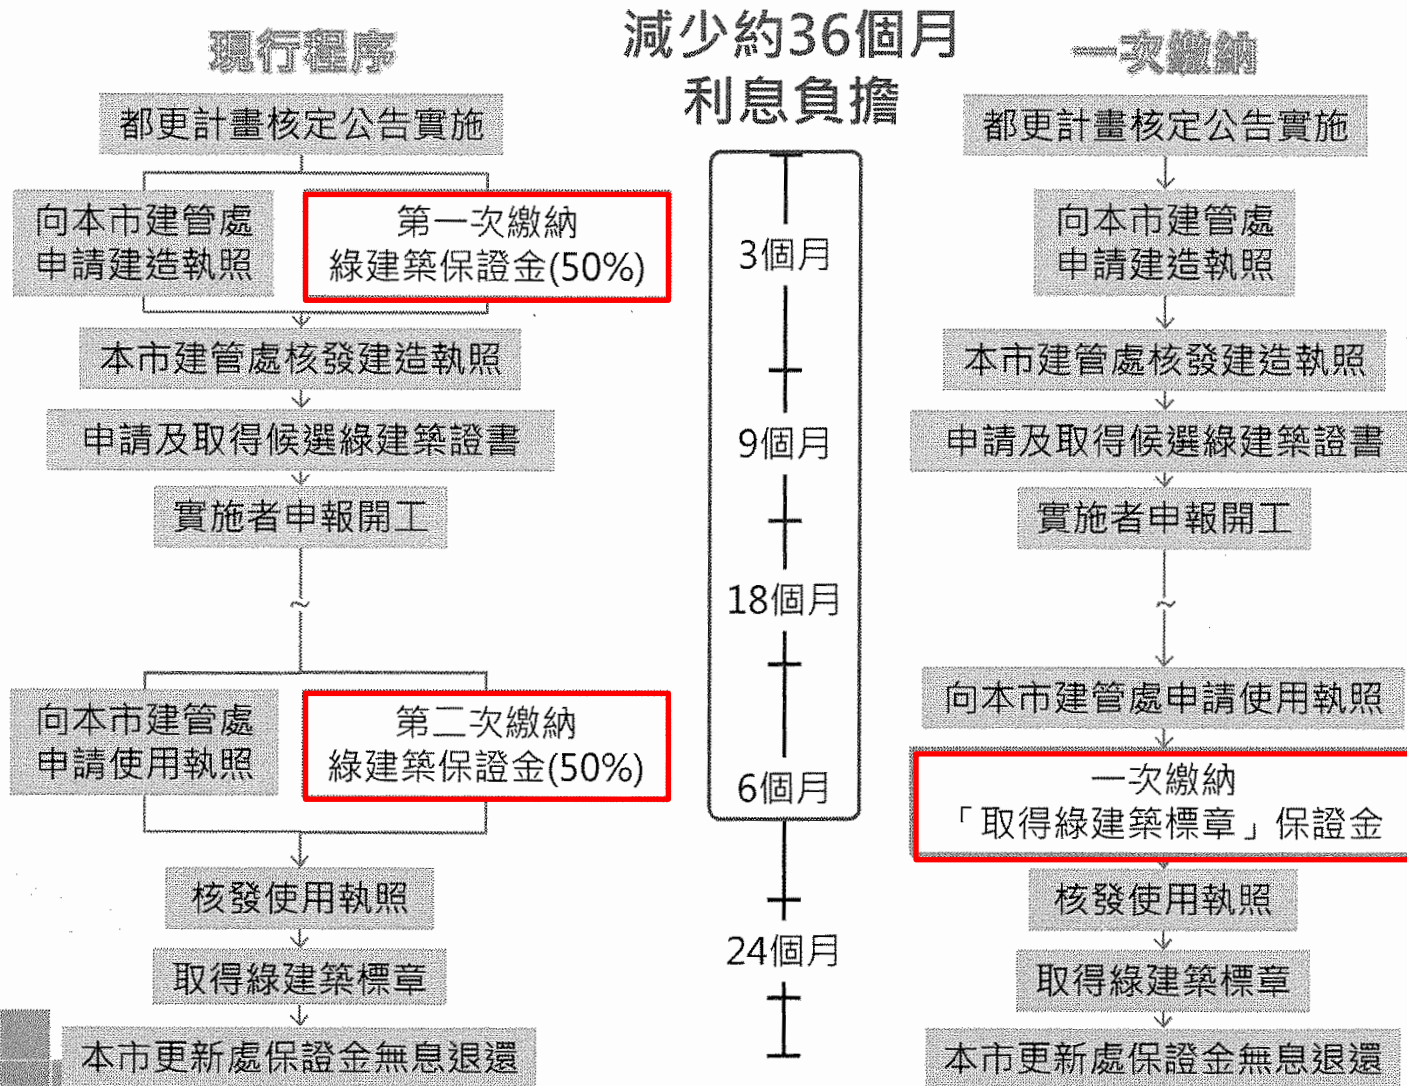 現行程序
都更計畫核定公告實施
向本市建管處
申請建造執照
第一次繳納
綠建築保證金(50%)
本市建管處核發建造執照
申請及取得候選綠建築證書
實施者申報開工
~
向本市建管處
申請使用執照
第二次繳納
綠建築保證金(50%)
核發使用執照
取得綠建築標章
本市更新處保證金無息退還
減少約36個月
利息負擔
3個月
9個月
18個月
6個月
24個月
一次繳納
都更計畫核定公告實施
向本市建管處
申請建造執照
本市建管處核發建造執照
申請及取得候選綠建築證書
實施者申報開工
~
向本市建管處申請使用執照
一次繳納
「取得綠建築標章」保證金
核發使用執照
取得綠建築標章
本市更新處保證金無息退還